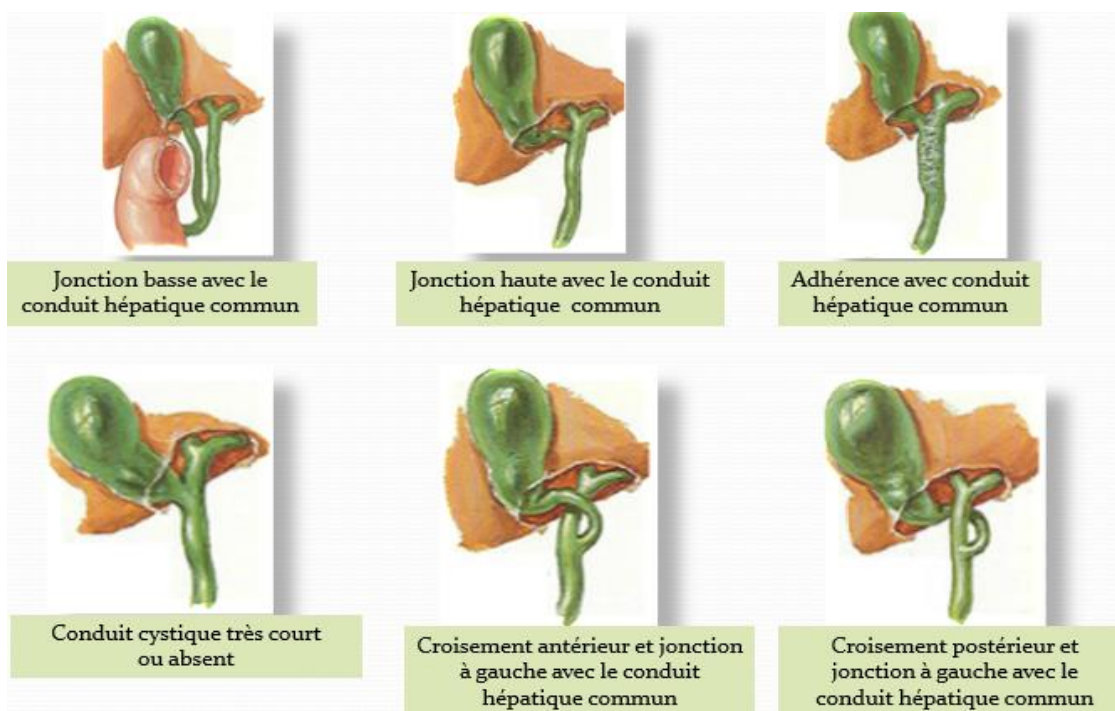 Jonction basse avec le
conduit hépatique commun
Jonction haute avec le conduit
hépatique commun
Adhérence avec conduit
hépatique commun
Conduit cystique très court
ou absent
Croisement antérieur et jonction
à gauche avec le conduit
hépatique commun
Croisement postérieur et
jonction à gauche avec le
conduit hépatique commun